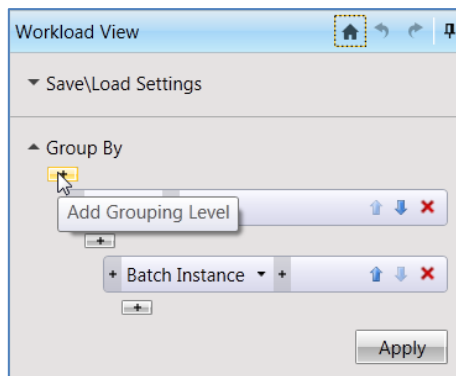 Workload View
Save\Load Settings
Group By
Add Grouping Level
Batch Instance
Apply